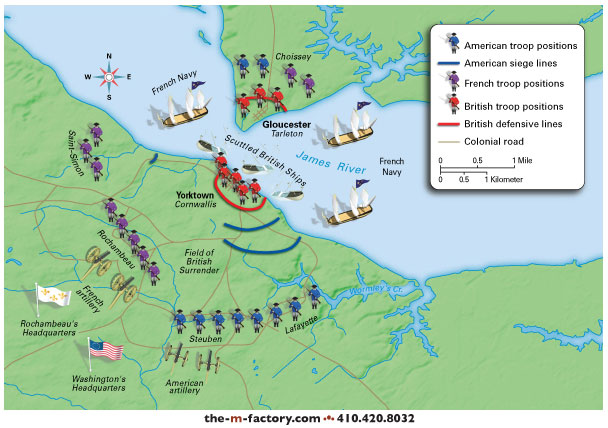 N
W E
S
French Navy
Choissey
American troop positions
American siege lines
French troop positions
British troop positions
British defensive lines
Colonial road
0 0.5 1 Mile
0 0.5 1 Kilometer
Gloucester
Tarleton
Scuttled British Ships
James River
French
Navy
Saint-Simon
Yorktown
Cornwallis
Rochambeau
Field of
British
Surrender
French
artillery
Wormley's Cr.
Rochambeau's
Headquarters
Steuben
Lafayette
Washington's
Headquarters
American
artillery
the-m-factory.com 410.420.8032